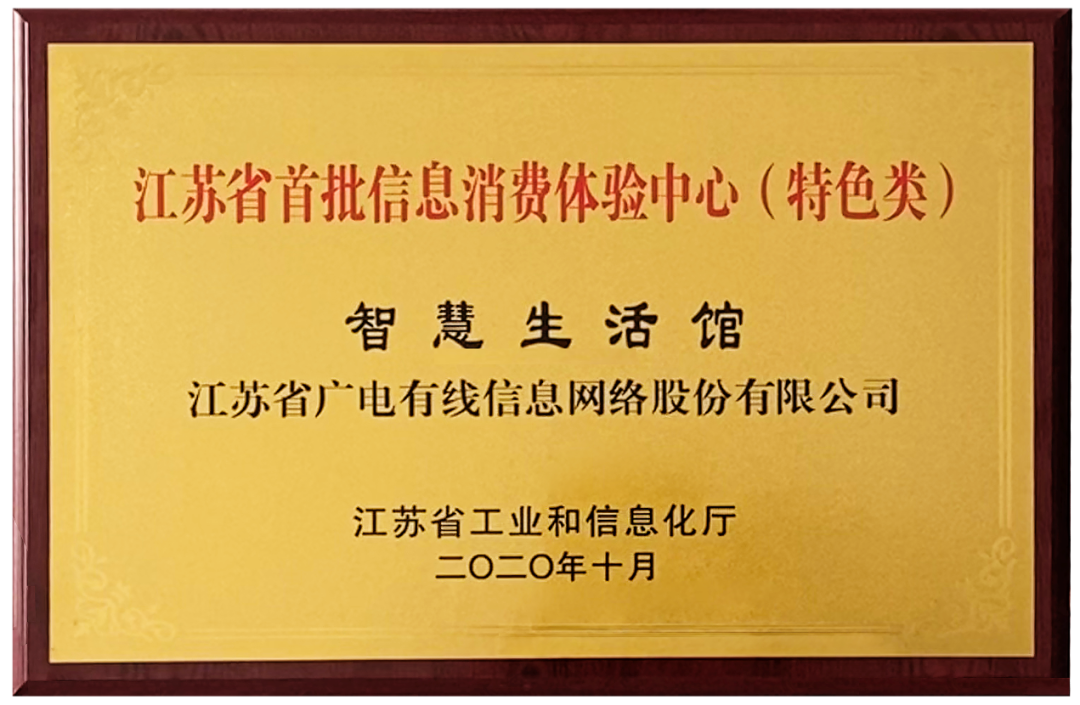 江苏省首批信息消费体验中心（特色类）
智慧生活馆
江苏省广电有线信息网络股份有限公司
江苏省工业和信息化厅
二〇二〇年十月